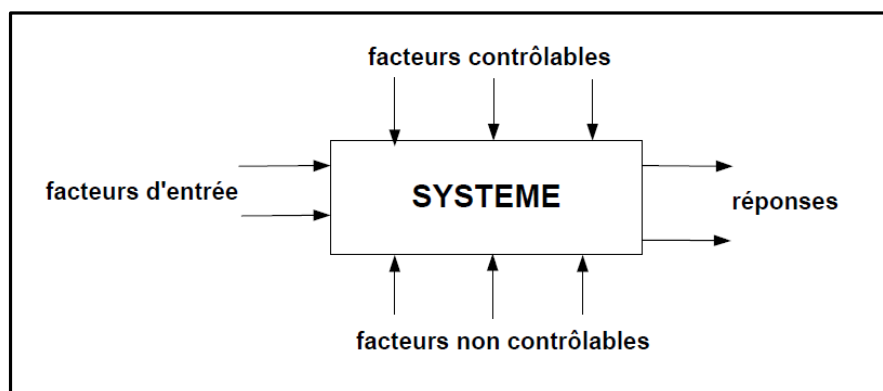 facteurs contrôlables
facteurs d'entrée
SYSTEME
réponses
facteurs non contrôlables